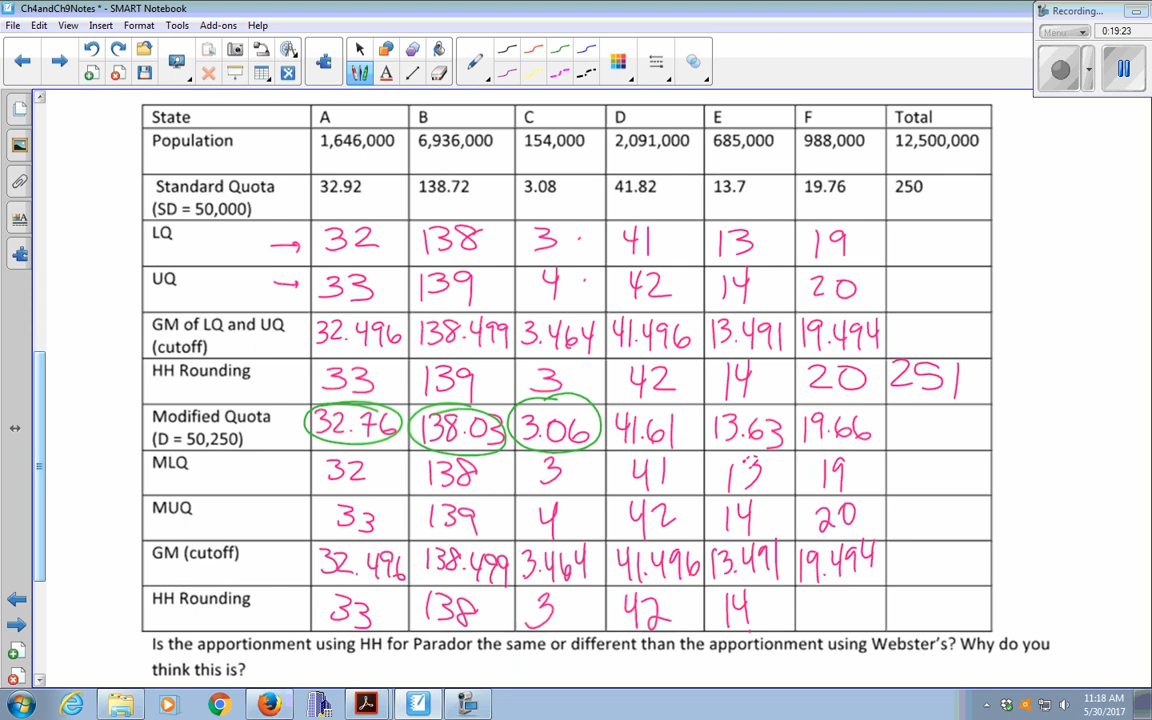 Ch4andCh9Notes * - SMART Notebook
Recording...
File Edit View Insert Format Tools Add-ons Help
Menu
0:19:23
State A B C D E F Total
Population 1,646,000 6,936,000 154,000 2,091,000 685,000 988,000 12,500,000
Standard Quota 32.92 138.72 3.08 41.82 13.7 19.76 250
(SD = 50,000)
LQ → 32 138 3 41 13 19
UQ → 33 139 4 42 14 20
GM of LQ and UQ 32.496 138.499 3.464 41.496 13.491 19.494
(cutoff)
HH Rounding 33 139 3 42 14 20 251
Modified Quota 32.76 138.03 3.06 41.61 13.63 19.66
(D = 50,250)
MLQ 32 138 3 41 13 19
MUQ 33 139 4 42 14 20
GM (cutoff) 32.496 138.499 3.464 41.496 13.491 19.494
HH Rounding 33 138 3 42 14
Is the apportionment using HH for Parador the same or different than the apportionment using Webster's? Why do you
think this is?
11:18 AM
5/30/2017